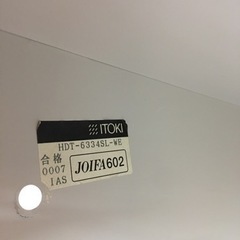 ITOKI
HDT-6334SL-WE
合格
0007
IAS
JOIFA602